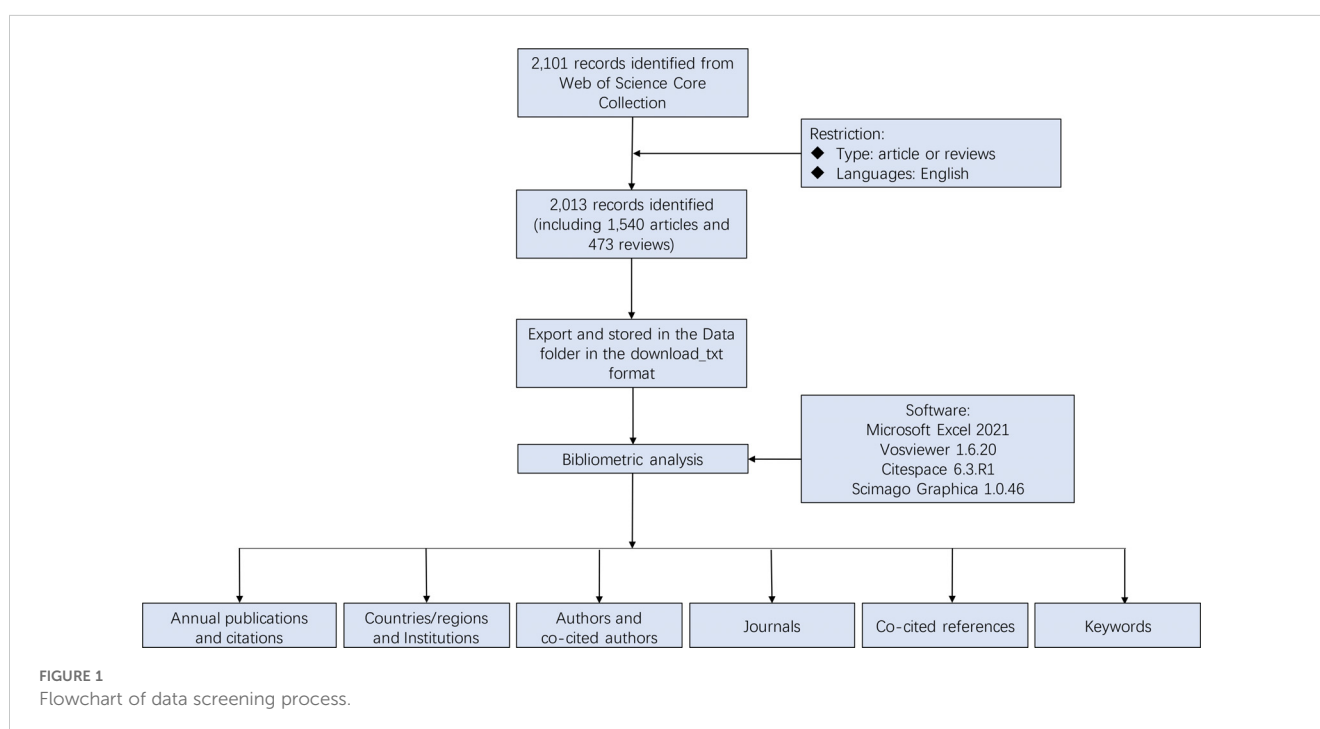 2,101 records identified from
Web of Science Core
Collection
Restriction:
◆ Type: article or reviews
◆ Languages: English
2,013 records identified
(including 1,540 articles and
473 reviews)
Export and stored in the Data
folder in the download_txt
format
Software:
Microsoft Excel 2021
Vosviewer 1.6.20
Citespace 6.3.R1
Scimago Graphica 1.0.46
Bibliometric analysis
Annual publications
and citations
Countries/regions
and Institutions
Authors and
co-cited authors
Journals
Co-cited references
Keywords
FIGURE 1
Flowchart of data screening process.